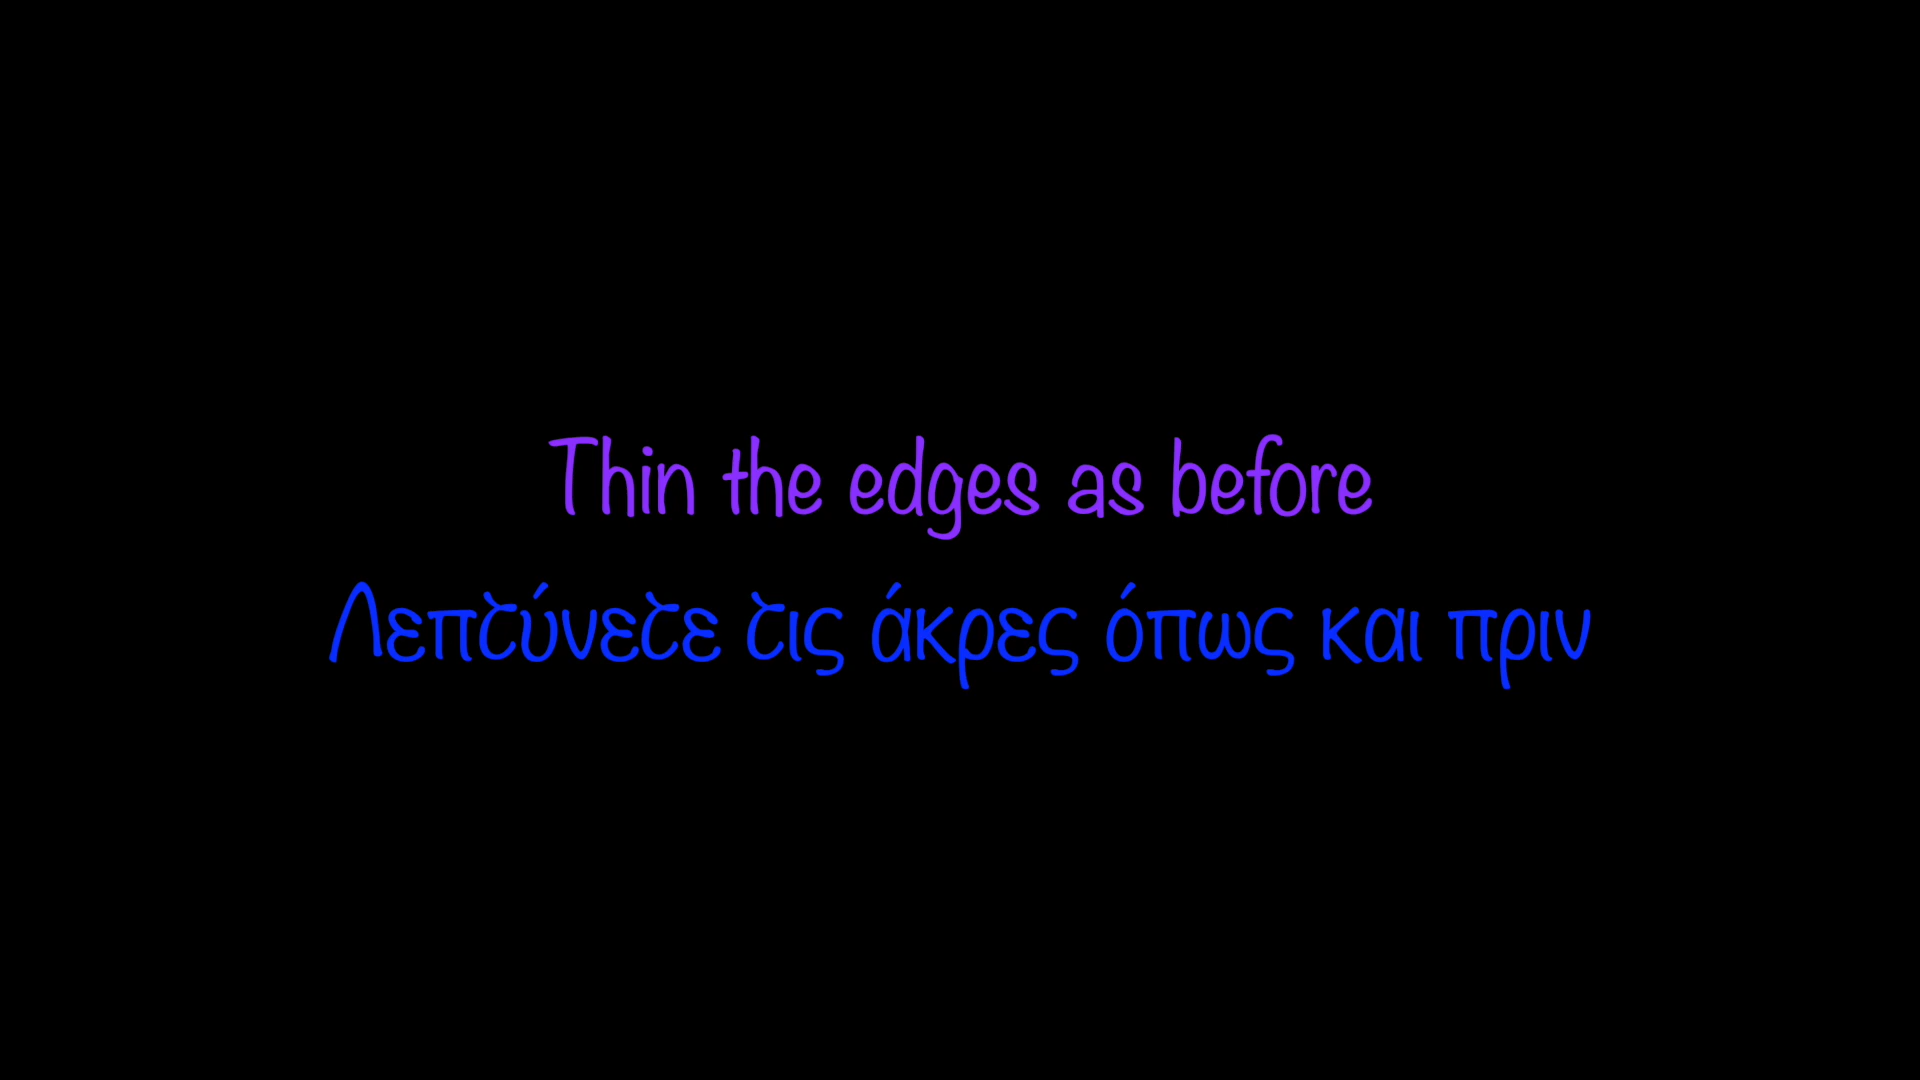 Thin the edges as before
Λεπτύνετε τις άκρες όπως και πριν